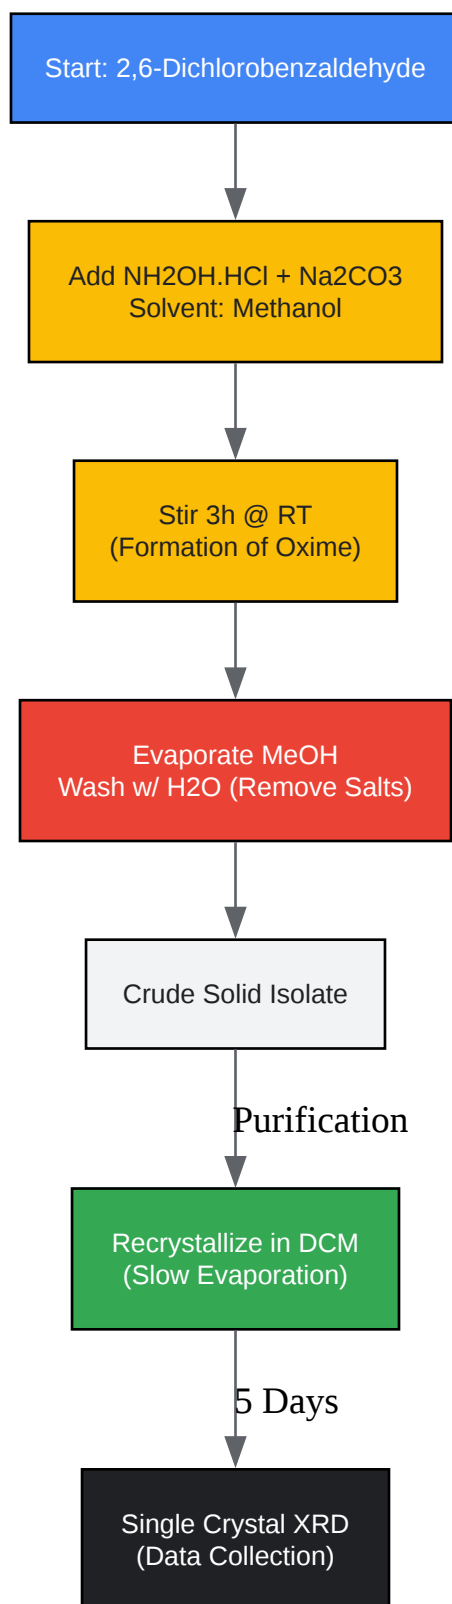 Start: 2,6-Dichlorobenzaldehyde
Add NH2OH.HCl + Na2CO3
Solvent: Methanol
Stir 3h @ RT
(Formation of Oxime)
Evaporate MeOH
Wash w/ H2O (Remove Salts)
Crude Solid Isolate
Purification
Recrystallize in DCM
(Slow Evaporation)
5 Days
Single Crystal XRD
(Data Collection)